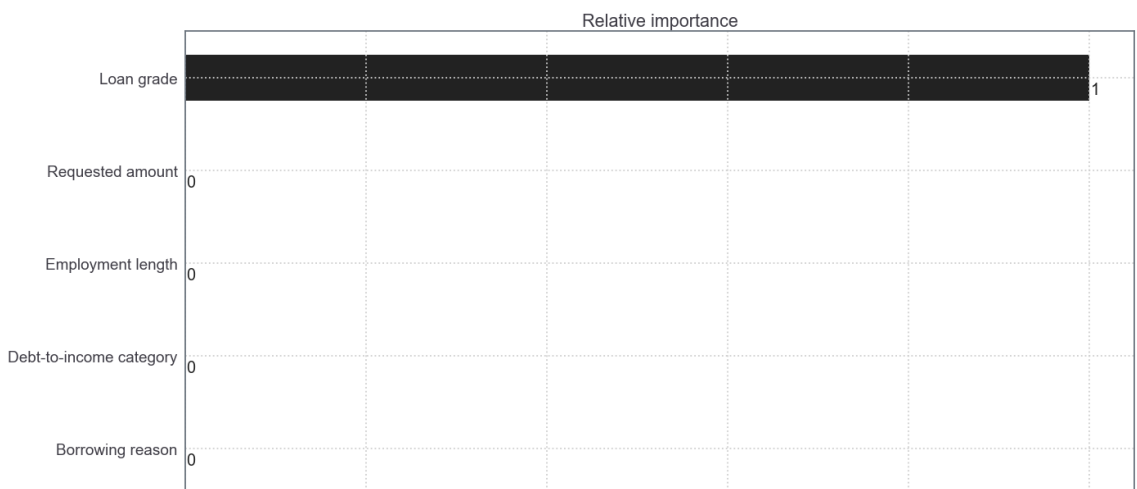 Relative importance
Loan grade
1
Requested amount
0
Employment length
0
Debt-to-income category
0
Borrowing reason
0